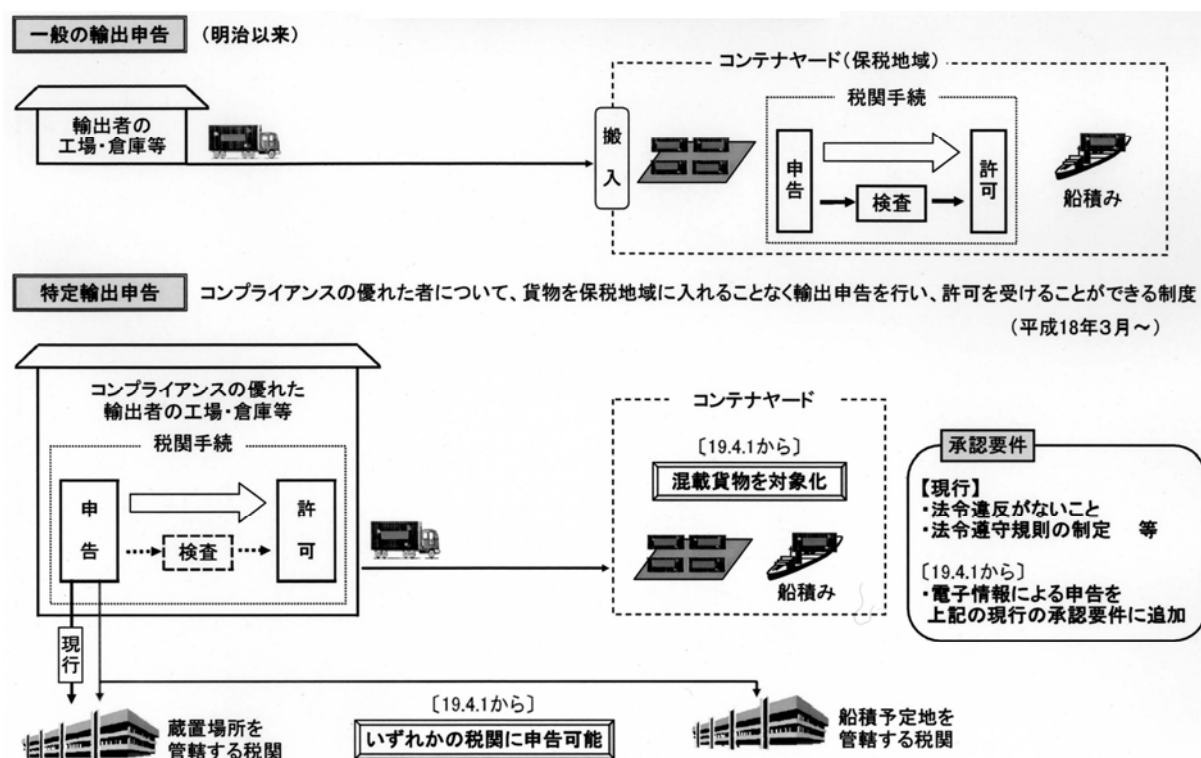 一般の輸出申告 (明治以来)
コンテナヤード(保税地域)
税関手続
輸出者の
工場・倉庫等
搬入
申告
検査
許可
船積み
特定輸出申告 コンプライアンスの優れた者について、貨物を保税地域に入れることなく輸出申告を行い、許可を受けることができる制度
(平成18年3月~)
コンプライアンスの優れた
輸出者の工場・倉庫等
税関手続
申告
検査
許可
コンテナヤード
〔19.4.1から〕
混載貨物を対象化
船積み
承認要件
【現行】
・法令違反がないこと
・法令遵守規則の制定 等
〔19.4.1から〕
・電子情報による申告を
上記の現行の承認要件に追加
現行
蔵置場所を
管轄する税関
〔19.4.1から〕
いずれかの税関に申告可能
船積予定地を
管轄する税関